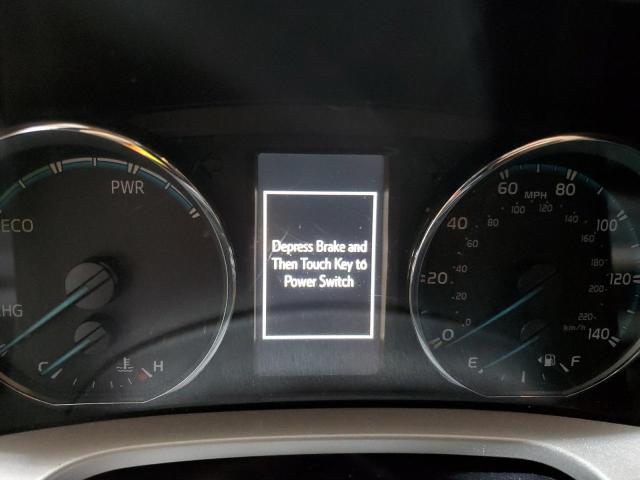 PWR
ECO
CHG
C H
Depress Brake and
Then Touch Key to
Power Switch
60 MPH 80
40 100
20 120
0 140
80 100 120 140
60 160
40 180
20 200
0 220
km/h
E F